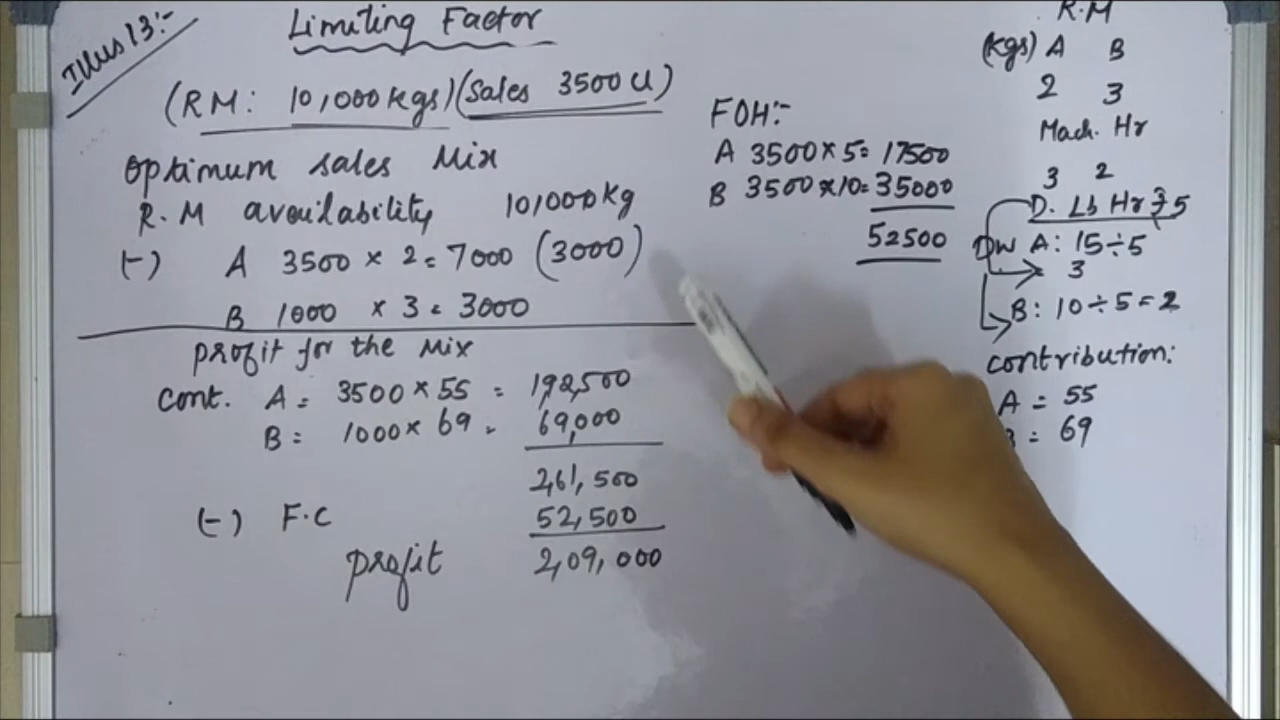 Illus 13:-
Limiting Factor
(RM: 10,000 kgs) (Sales 3500 U)
Optimum sales Mix
R.M availability 10,000 Kg
(-) A 3500 × 2 = 7000 (3000)
B 1000 × 3 = 3000
profit for the Mix
Cont. A = 3500 × 55 = 192,500
B = 1000 × 69 = 69,000
2,61,500
(-) F.C 52,500
profit 2,09,000
FOH:-
A 3500 × 5 = 17500
B 3500 × 10 = 35000
52500
R.M
(kgs) A B
2 3
Mach. Hr
3 2
D. Lb Hr 5
DW A: 15 ÷ 5
3
B: 10 ÷ 5 = 2
Contribution:
A = 55
: 69